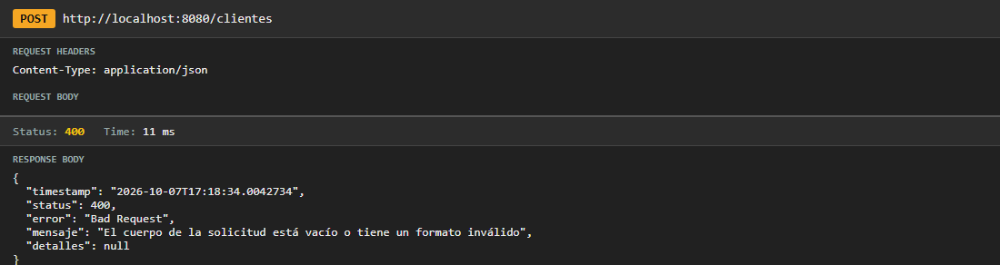 POST http://localhost:8080/clientes
REQUEST HEADERS
Content-Type: application/json
REQUEST BODY
Status: 400 Time: 11 ms
RESPONSE BODY
{
  "timestamp": "2026-10-07T17:18:34.0042734",
  "status": 400,
  "error": "Bad Request",
  "mensaje": "El cuerpo de la solicitud está vacío o tiene un formato inválido",
  "detalles": null
}